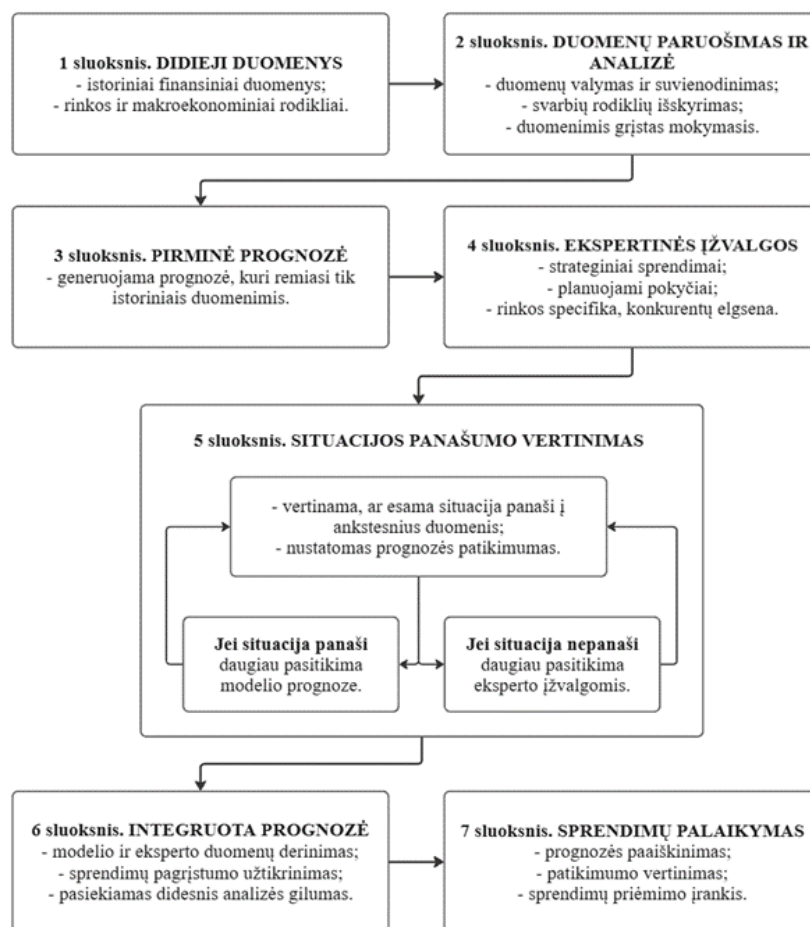 1 sluoksnis. DIDIEJI DUOMENYS
- istoriniai finansiniai duomenys;
- rinkos ir makroekonominiai rodikliai.
2 sluoksnis. DUOMENŲ PARUOŠIMAS IR
ANALIZĖ
- duomenų valymas ir suvienodinimas;
- svarbių rodiklių išskyrimas;
- duomenimis grįstas mokymasis.
3 sluoksnis. PIRMINĖ PROGNOZĖ
- generuojama prognozė, kuri remiasi tik
istoriniais duomenimis.
4 sluoksnis. EKSPERTINĖS ĮŽVALGOS
- strateginiai sprendimai;
- planuojami pokyčiai;
- rinkos specifika, konkurentų elgsena.
5 sluoksnis. SITUACIJOS PANAŠUMO VERTINIMAS
- vertinama, ar esama situacija panaši į
ankstesnius duomenis;
- nustatomas prognozės patikimumas.
Jei situacija panaši
daugiau pasitikima
modelio prognoze.
Jei situacija nepanaši
daugiau pasitikima
eksperto įžvalgomis.
6 sluoksnis. INTEGRUOTA PROGNOZĖ
- modelio ir eksperto duomenų derinimas;
- sprendimų pagrįstumo užtikrinimas;
- pasiekiamas didesnis analizės gilumas.
7 sluoksnis. SPRENDIMŲ PALAIKYMAS
- prognozės paaiškinimas;
- patikimumo vertinimas;
- sprendimų priėmimo įrankis.